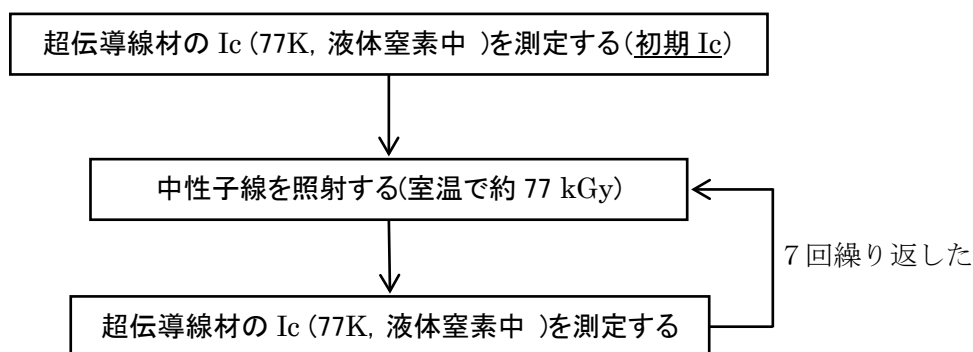 超伝導線材の Ic (77K, 液体窒素中 )を測定する(初期 Ic)
中性子線を照射する(室温で約 77 kGy)
7回繰り返した
超伝導線材の Ic (77K, 液体窒素中 )を測定する